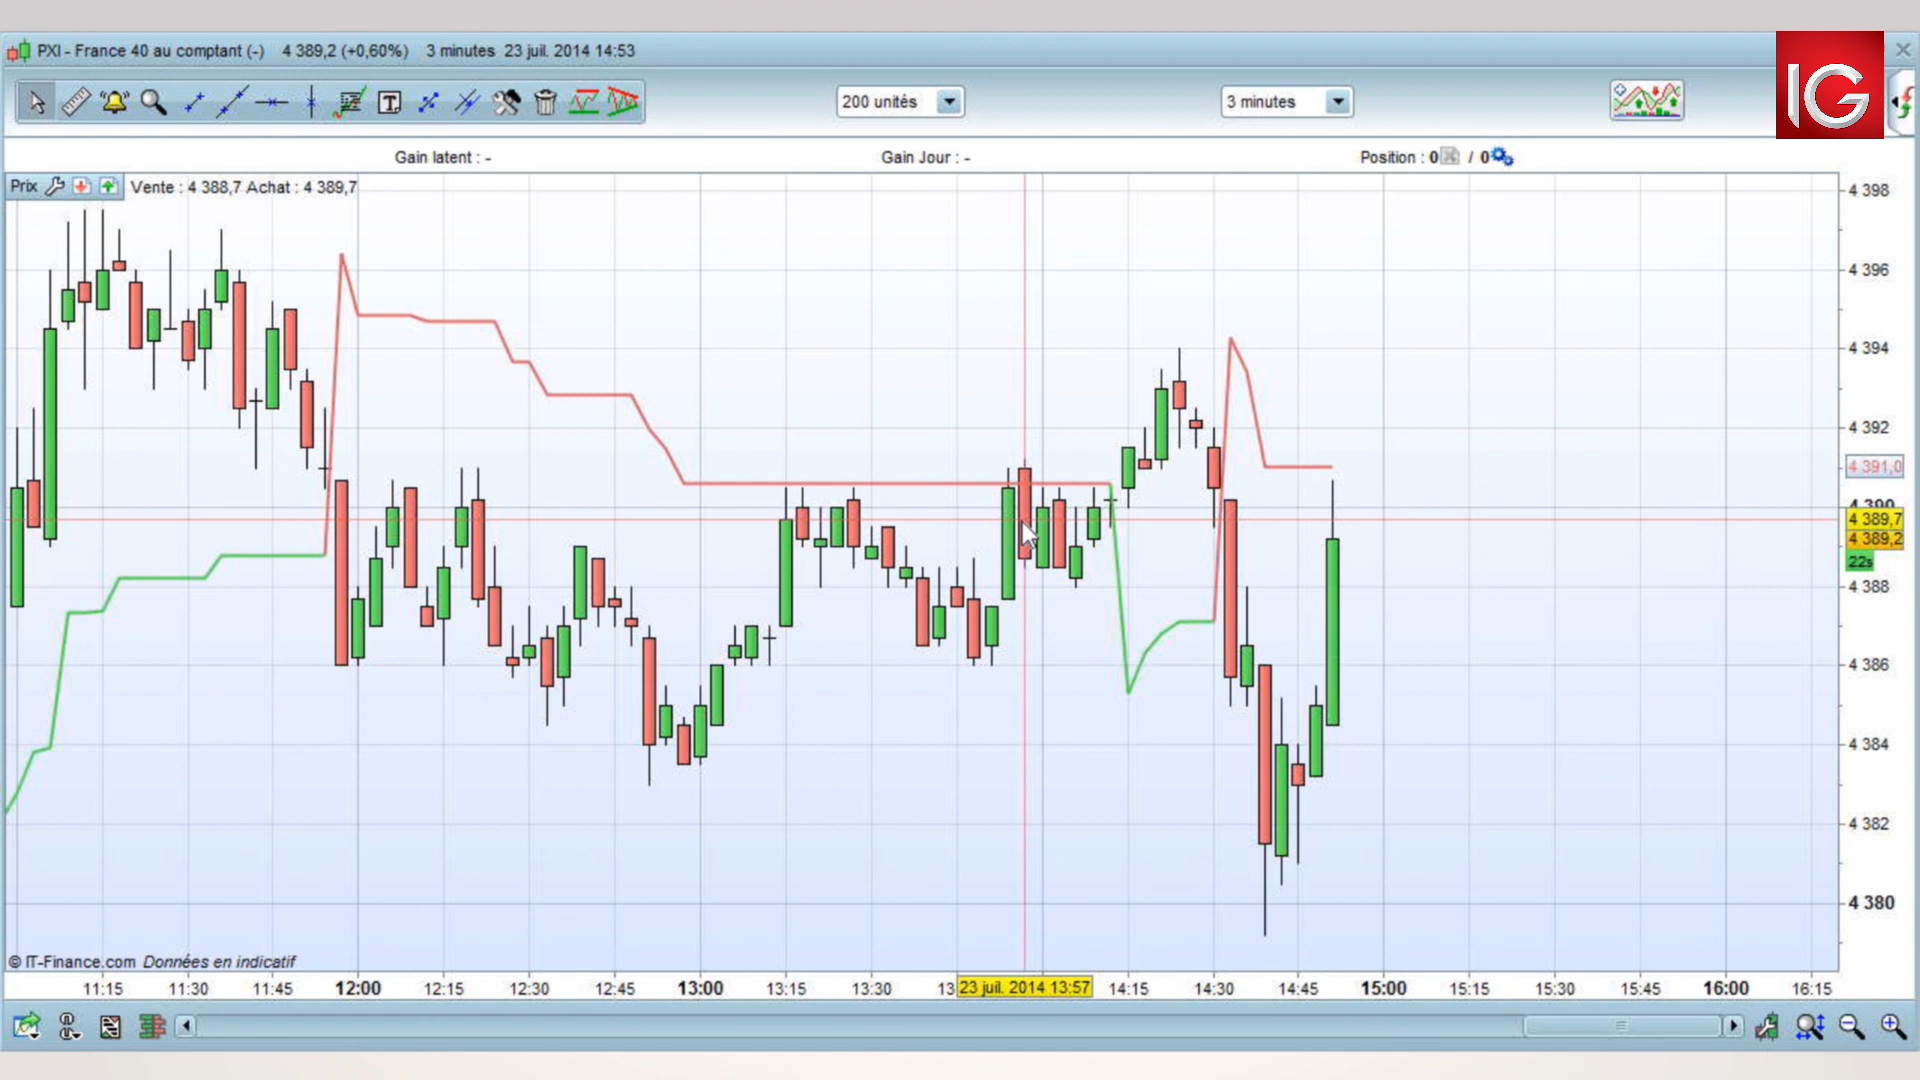 PXI - France 40 au comptant (-) 4 389,2 (+0,60%) 3 minutes 23 juil. 2014 14:53
IG
200 unités
3 minutes
Gain latent : -
Gain Jour : -
Position : 0 / 0
Prix
Vente : 4 388,7 Achat : 4 389,7
4 398
4 396
4 394
4 392
4 391,0
4 390
4 389,7
4 389,2
22s
4 388
4 386
4 384
4 382
4 380
© IT-Finance.com Données en indicatif
11:15 11:30 11:45 12:00 12:15 12:30 12:45 13:00 13:15 13:30 13 23 juil. 2014 13:57 14:15 14:30 14:45 15:00 15:15 15:30 15:45 16:00 16:15